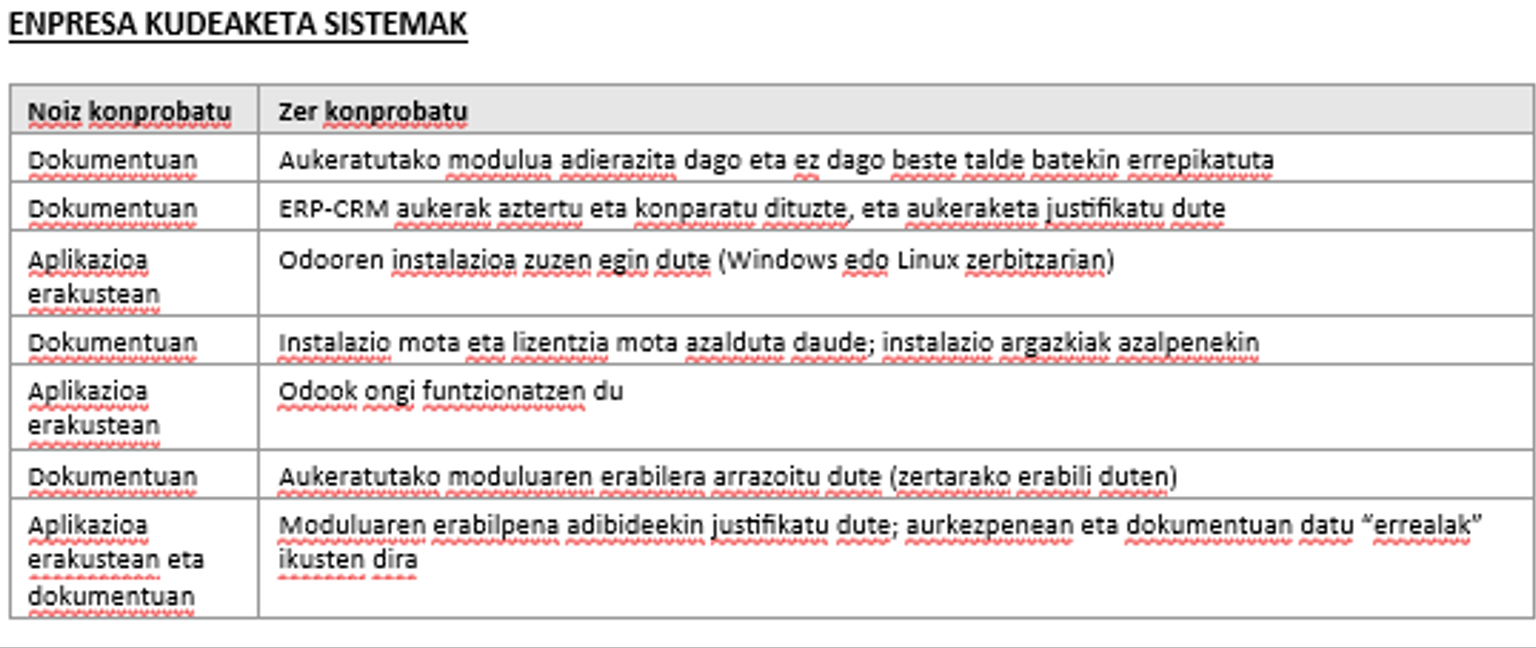 ENPRESA KUDEAKETA SISTEMAK
Noiz konprobatu Zer konprobatu
Dokumentuan Aukeratutako modulua adierazita dago eta ez dago beste talde batekin errepikatuta
Dokumentuan ERP-CRM aukerak aztertu eta konparatu dituzte, eta aukeraketa justifikatu dute
Aplikazioa Odooren instalazioa zuzen egin dute (Windows edo Linux zerbitzarian)
erakustean
Dokumentuan Instalazio mota eta lizentzia mota azalduta daude; instalazio argazkiak azalpenekin
Aplikazioa Odook ongi funtzionatzen du
erakustean
Dokumentuan Aukeratutako moduluaren erabilera arrazoitu dute (zertarako erabili duten)
Aplikazioa Moduluaren erabilpena adibideekin justifikatu dute; aurkezpenean eta dokumentuan datu “errealak”
erakustean eta ikusten dira
dokumentuan